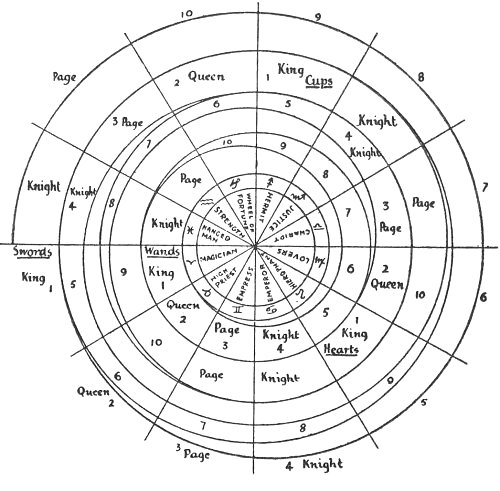 10
9
Page
2 Queen
1 King
Cups
8
3 Page
6
5
Knight
4
Knight
7
10
9
8
Page
8
7
Knight
Knight
4
8
Page
3
Page
7
Knight
WHEEL OF FORTUNE
HERMIT
STRENGTH
JUSTICE
HANGED MAN
CHARIOT
Swords
King 1
5
9
Wands
King
1
MAGICIAN
LOVERS
HIGH PRIEST
HIEROPHANT
EMPRESS
EMPEROR
6
2
Queen
10
6
Queen
2
Page
3
Knight
4
5
1
King
Hearts
10
Page
Knight
9
5
6
Queen
2
7
8
3 Page
4 Knight